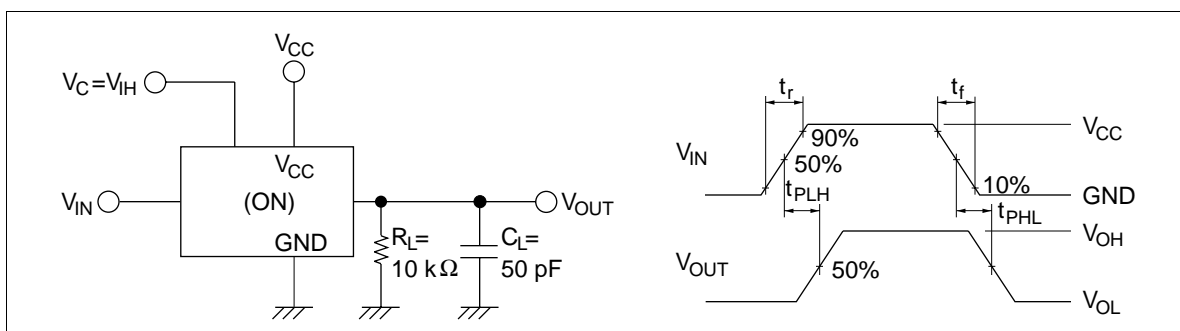 V_CC
V_C=V_IH
V_CC
V_IN
(ON)
V_OUT
GND
R_L=
10 kΩ
C_L=
50 pF
t_r
t_f
V_CC
90%
V_IN
50%
t_PLH
10%
GND
t_PHL
V_OH
V_OUT
50%
V_OL